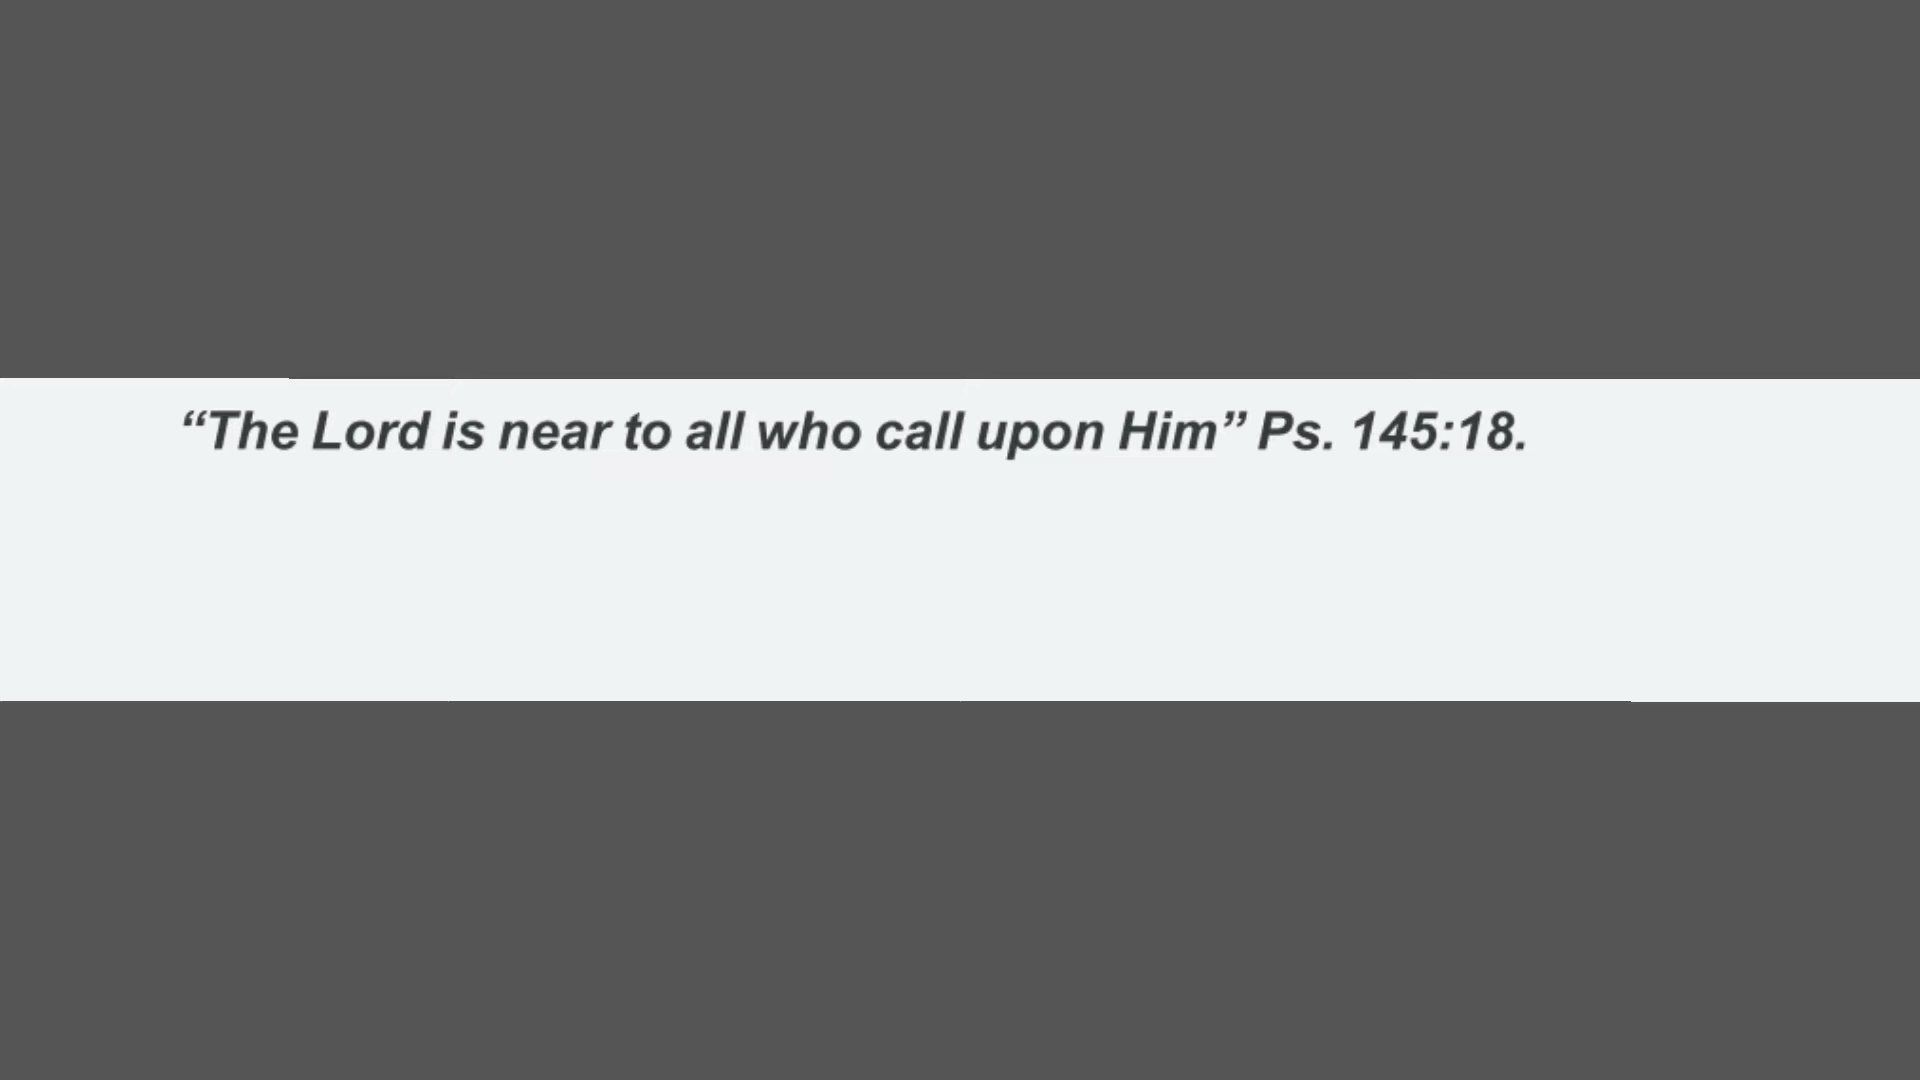 “The Lord is near to all who call upon Him” Ps. 145:18.